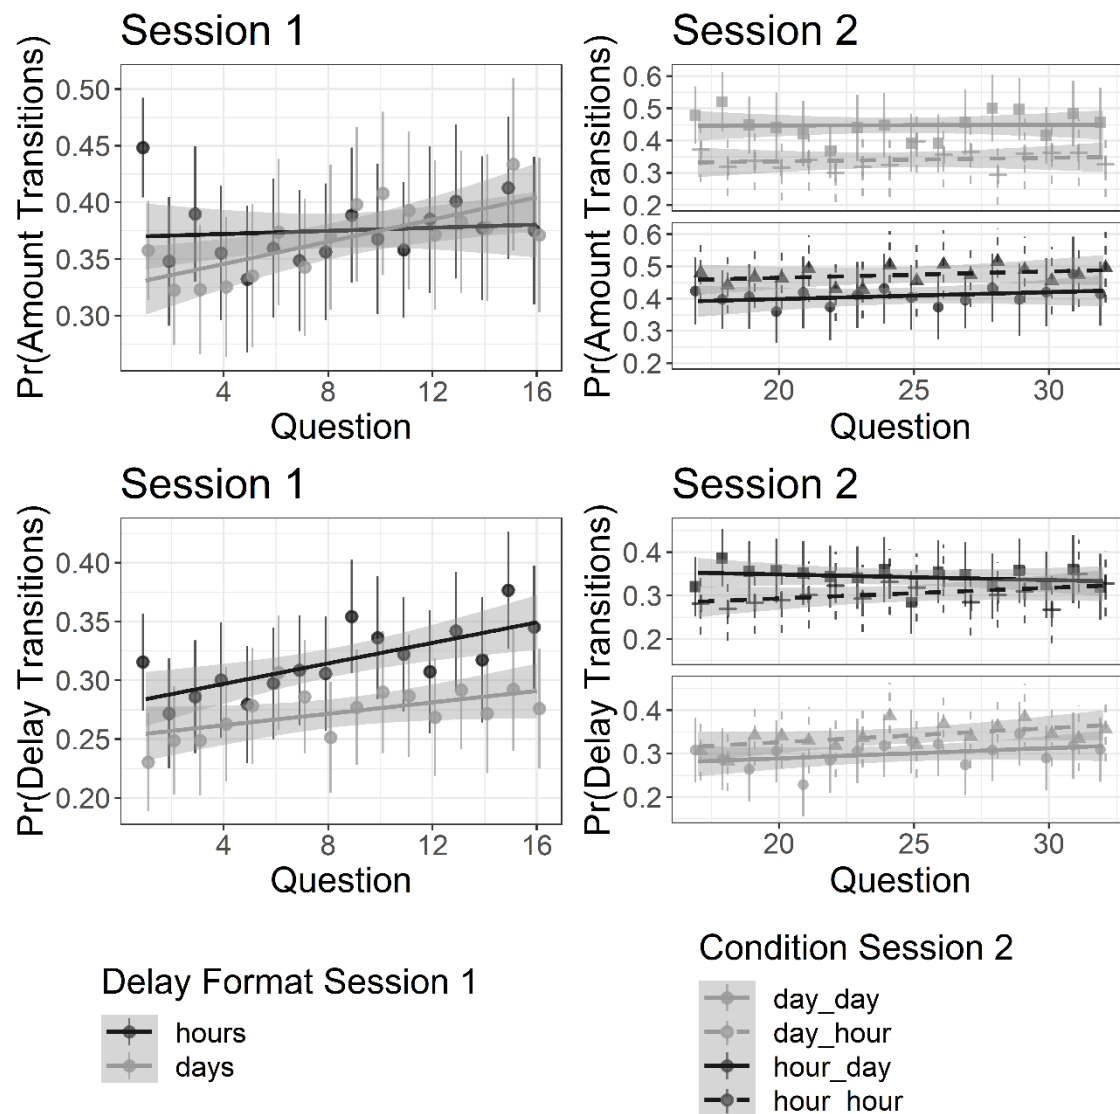 Session 1
Pr(Amount Transitions)
0.50
0.45
0.40
0.35
0.30
4 8 12 16
Question
Session 2
Pr(Amount Transitions)
0.6
0.5
0.4
0.3
0.2
0.6
0.5
0.4
0.3
0.2
20 25 30
Question
Session 1
Pr(Delay Transitions)
0.40
0.35
0.30
0.25
0.20
4 8 12 16
Question
Session 2
Pr(Delay Transitions)
0.4
0.3
0.2
0.4
0.3
0.2
20 25 30
Question
Delay Format Session 1
hours
days
Condition Session 2
day_day
day_hour
hour_day
hour_hour